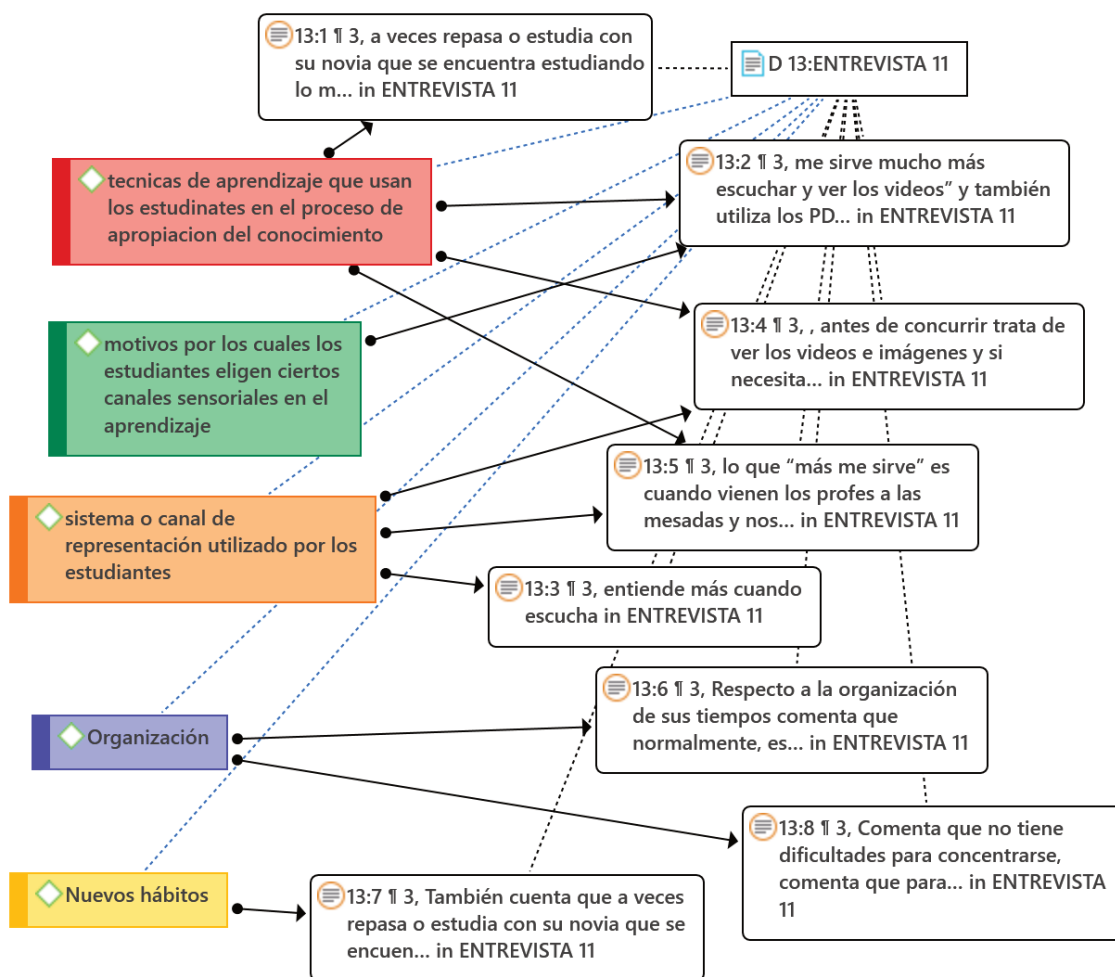 13:1 ¶ 3, a veces repasa o estudia con
su novia que se encuentra estudiando
lo m... in ENTREVISTA 11
D 13:ENTREVISTA 11
tecnicas de aprendizaje que usan
los estudinates en el proceso de
apropiacion del conocimiento
13:2 ¶ 3, me sirve mucho más
escuchar y ver los videos” y también
utiliza los PD... in ENTREVISTA 11
motivos por los cuales los
estudiantes eligen ciertos
canales sensoriales en el
aprendizaje
13:4 ¶ 3, , antes de concurrir trata de
ver los videos e imágenes y si
necesita... in ENTREVISTA 11
13:5 ¶ 3, lo que “más me sirve” es
cuando vienen los profes a las
mesadas y nos... in ENTREVISTA 11
sistema o canal de
representación utilizado por los
estudiantes
13:3 ¶ 3, entiende más cuando
escucha in ENTREVISTA 11
13:6 ¶ 3, Respecto a la organización
de sus tiempos comenta que
normalmente, es... in ENTREVISTA 11
Organización
13:8 ¶ 3, Comenta que no tiene
dificultades para concentrarse,
comenta que para... in ENTREVISTA
11
Nuevos hábitos
13:7 ¶ 3, También cuenta que a veces
repasa o estudia con su novia que se
encuen... in ENTREVISTA 11